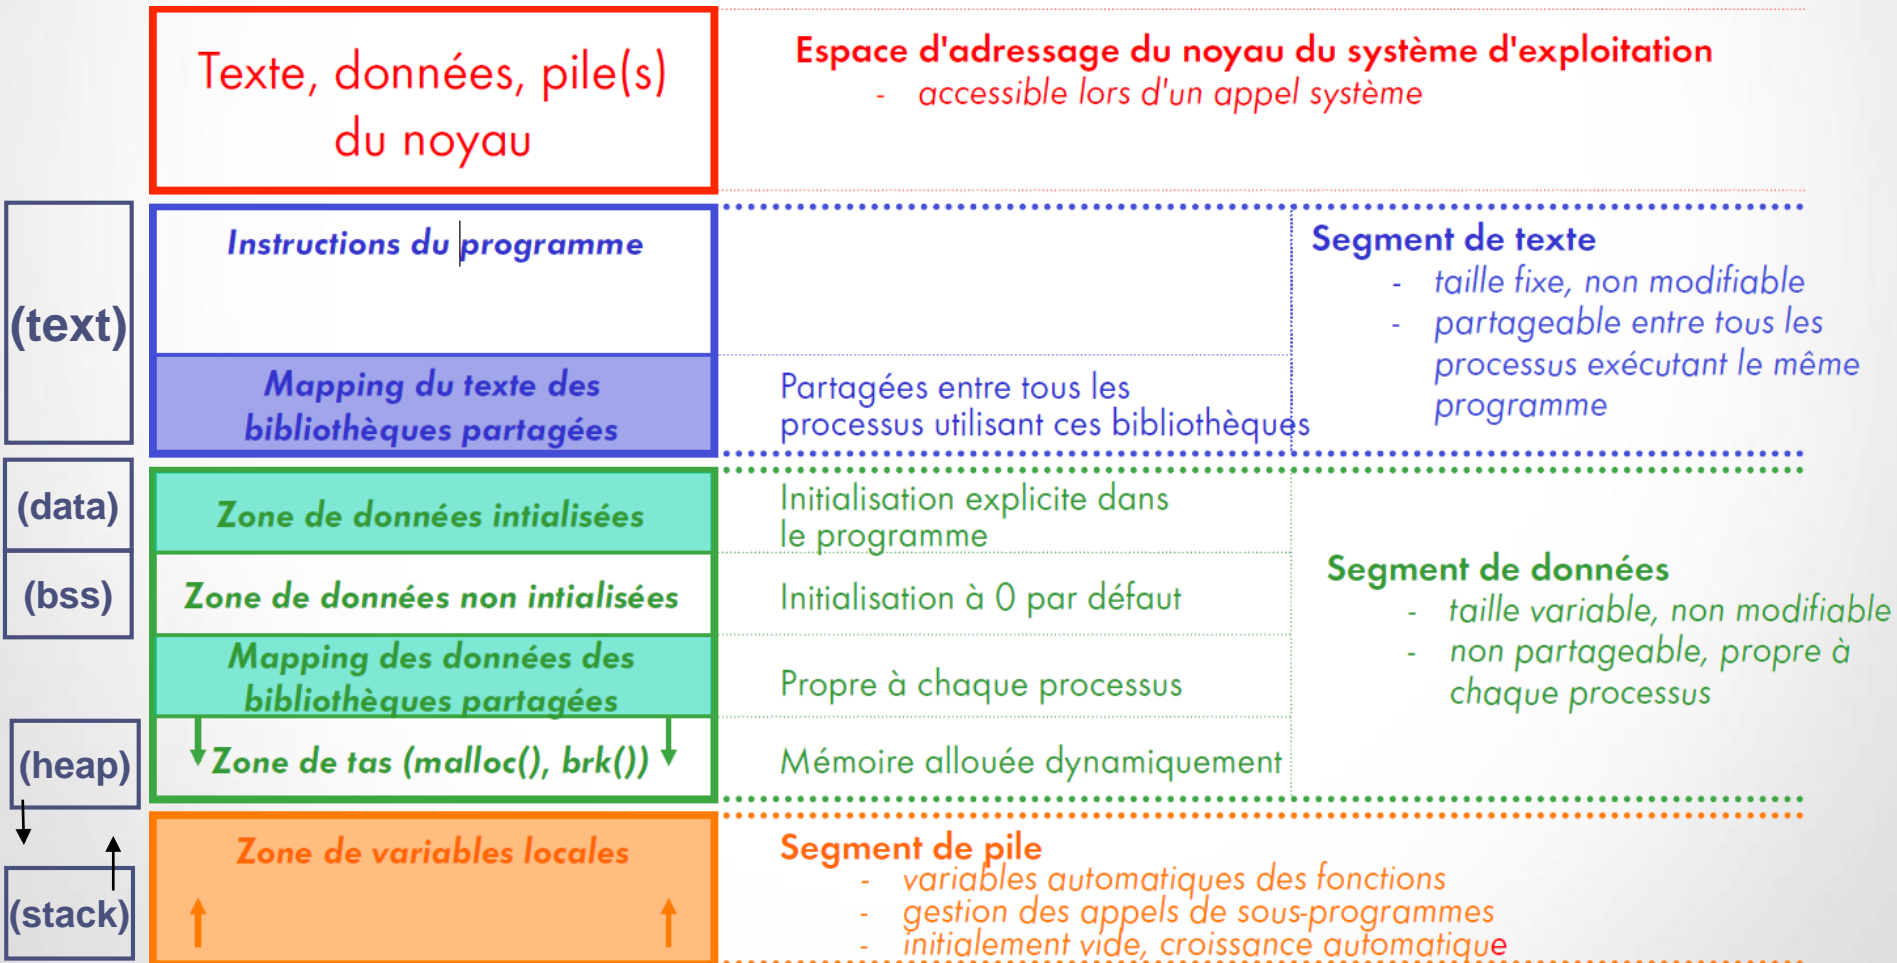 Texte, données, pile(s)
du noyau
Espace d'adressage du noyau du système d'exploitation
- accessible lors d'un appel système
(text)
Instructions du programme
Segment de texte
- taille fixe, non modifiable
- partageable entre tous les
processus exécutant le même
programme
Mapping du texte des
bibliothèques partagées
Partagées entre tous les
processus utilisant ces bibliothèques
(data)
Zone de données intialisées
Initialisation explicite dans
le programme
(bss)
Zone de données non intialisées
Initialisation à 0 par défaut
Segment de données
- taille variable, non modifiable
- non partageable, propre à
chaque processus
Mapping des données des
bibliothèques partagées
Propre à chaque processus
(heap)
Zone de tas (malloc(), brk())
Mémoire allouée dynamiquement
(stack)
Zone de variables locales
Segment de pile
- variables automatiques des fonctions
- gestion des appels de sous-programmes
- initialement vide, croissance automatique